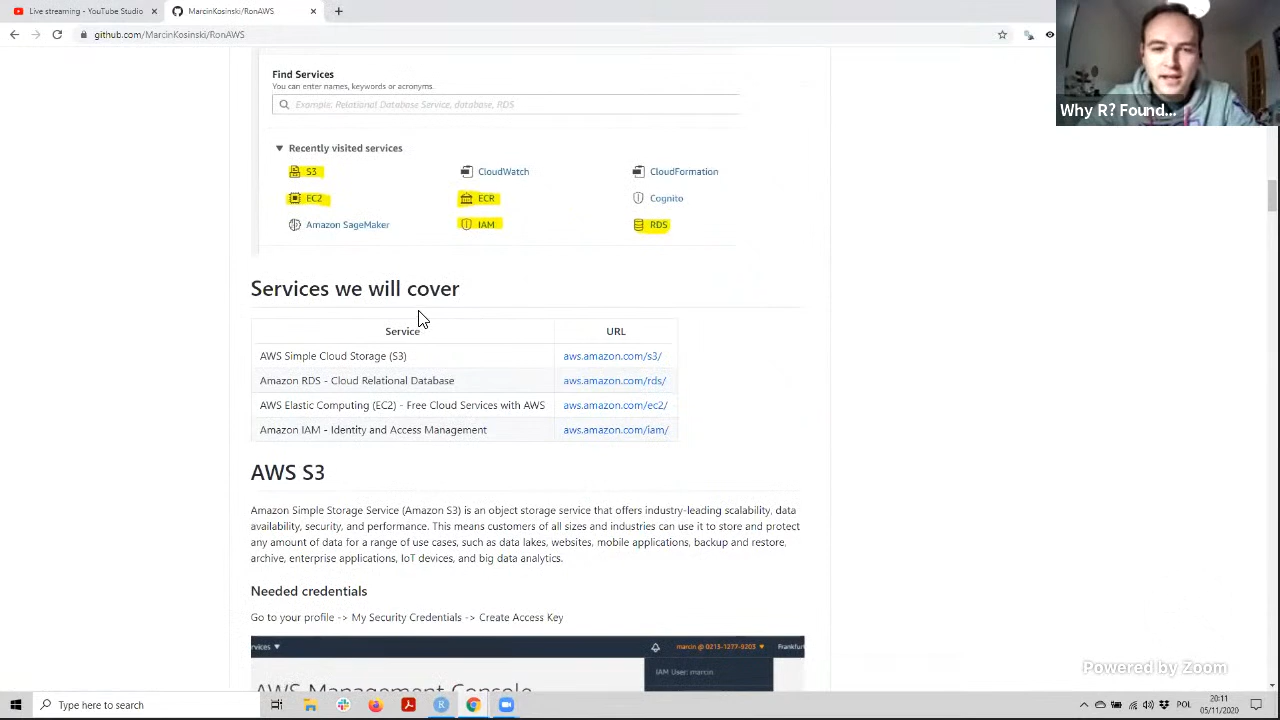 Live streaming - YouTube Studio
MarcinKosinski/RonAWS
github.com/MarcinKosinski/RonAWS
Why R? Found...
Find Services
You can enter names, keywords or acronyms.
Example: Relational Database Service, database, RDS
Recently visited services
S3 CloudWatch CloudFormation
EC2 ECR Cognito
Amazon SageMaker IAM RDS
Services we will cover
Service URL
AWS Simple Cloud Storage (S3) aws.amazon.com/s3/
Amazon RDS - Cloud Relational Database aws.amazon.com/rds/
AWS Elastic Computing (EC2) - Free Cloud Services with AWS aws.amazon.com/ec2/
Amazon IAM - Identity and Access Management aws.amazon.com/iam/
AWS S3
Amazon Simple Storage Service (Amazon S3) is an object storage service that offers industry-leading scalability, data
availability, security, and performance. This means customers of all sizes and industries can use it to store and protect
any amount of data for a range of use cases, such as data lakes, websites, mobile applications, backup and restore,
archive, enterprise applications, IoT devices, and big data analytics.
Needed credentials
Go to your profile -> My Security Credentials -> Create Access Key
rvices marcin @ 0213-1277-9203 Frankfurt
IAM User: marcin
AWS Management Console
Powered by Zoom
Type here to search
POL
20:11
05/11/2020